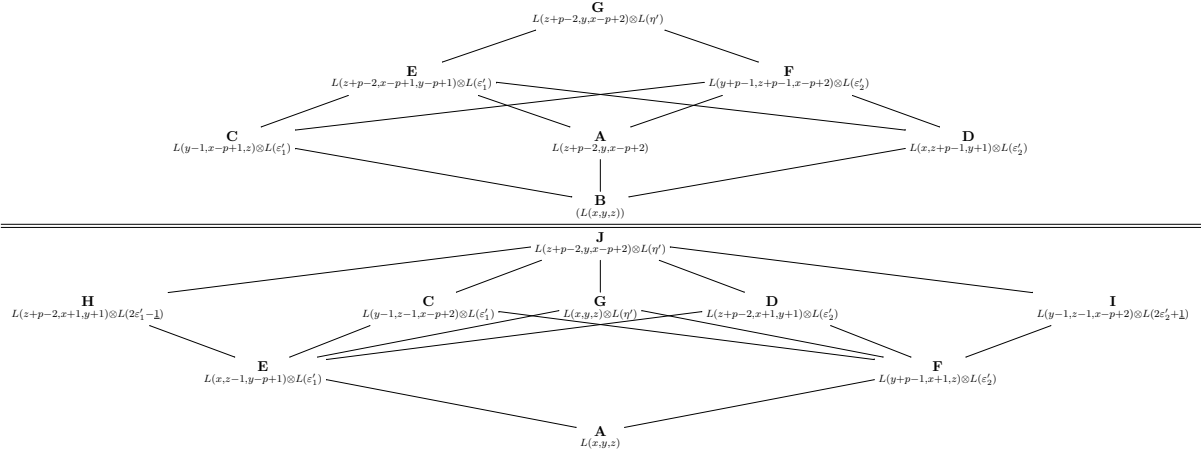 G
L(z+p−2,y,x−p+2)⊗L(η′)
E F
L(z+p−2,x−p+1,y−p+1)⊗L(ε′₁) L(y+p−1,z+p−1,x−p+2)⊗L(ε′₂)
C A D
L(y−1,x−p+1,z)⊗L(ε′₁) L(z+p−2,y,x−p+2) L(x,z+p−1,y+1)⊗L(ε′₂)
B
(L(x,y,z))
J
L(z+p−2,y,x−p+2)⊗L(η′)
H C G D I
L(z+p−2,x+1,y+1)⊗L(2ε′₁−1̲) L(y−1,z−1,x−p+2)⊗L(ε′₁) L(x,y,z)⊗L(η′) L(z+p−2,x+1,y+1)⊗L(ε′₂) L(y−1,z−1,x−p+2)⊗L(2ε′₂+1̲)
E F
L(x,z−1,y−p+1)⊗L(ε′₁) L(y+p−1,x+1,z)⊗L(ε′₂)
A
L(x,y,z)